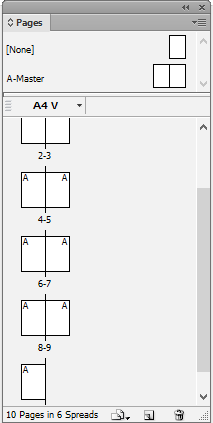 Pages
[None]
A-Master
A4 V
2-3
A A
4-5
A A
6-7
A A
8-9
A
10 Pages in 6 Spreads